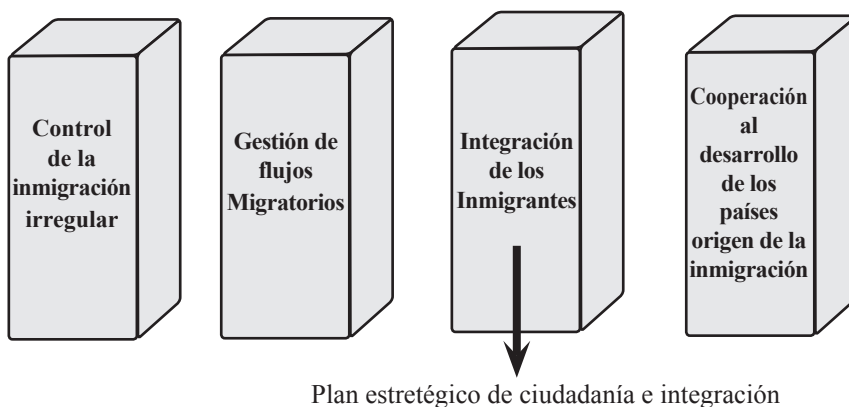 Control
de la
inmigración
irregular
Gestión de
flujos
Migratorios
Integración
de los
Inmigrantes
Cooperación
al
desarrollo
de los
países
origen de la
inmigración
Plan estretégico de ciudadanía e integración